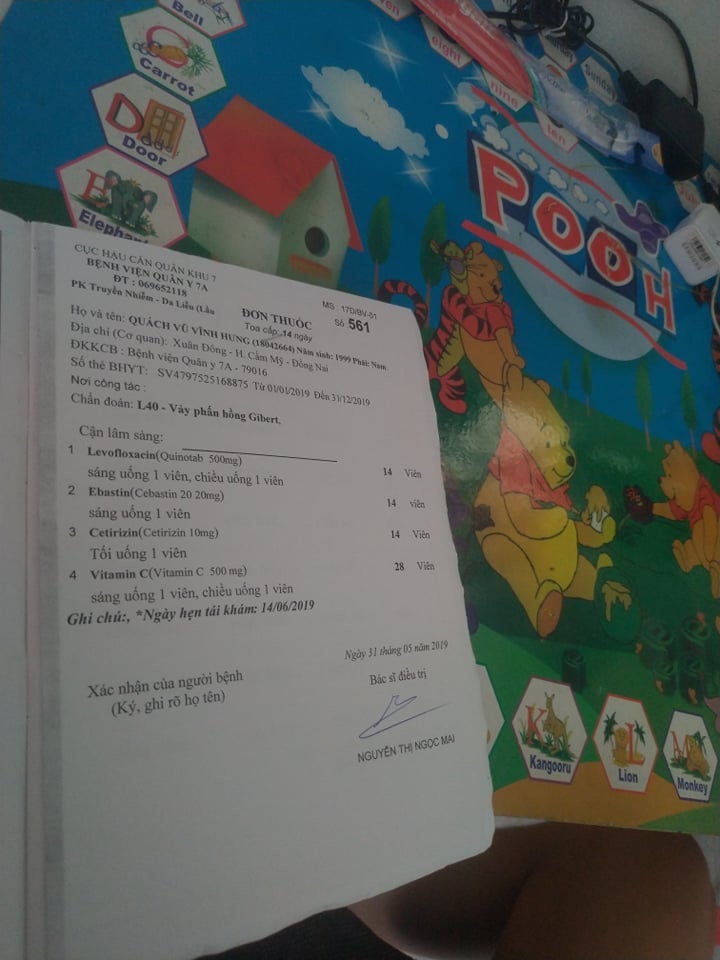 Bell
Carrot
Door
Elephant
eight
nine
ten
Sunday
POOH
CỤC HẬU CẦN QUÂN KHU 7
BỆNH VIỆN QUÂN Y 7A
ĐT : 069652118
PK Truyền Nhiễm - Da Liễu (Lầu
MS : 17D/BV-01
ĐƠN THUỐC
Số 561
Toa cấp 14 ngày
Họ và tên: QUÁCH VŨ VĨNH HƯNG (18042664) Năm sinh: 1999 Phái: Nam
Địa chỉ (Cơ quan): Xuân Đông - H. Cẩm Mỹ - Đồng Nai
ĐKKCB : Bệnh viện Quân y 7A - 79016
Số thẻ BHYT: SV4797525168875 Từ 01/01/2019 Đến 31/12/2019
Nơi công tác :
Chẩn đoán: L40 - Vảy phấn hồng Gibert,
Cận lâm sàng:
1 Levofloxacin(Quinotab 500mg) 14 Viên
sáng uống 1 viên, chiều uống 1 viên
2 Ebastin(Cebastin 20 20mg) 14 viên
sáng uống 1 viên
3 Cetirizin(Cetirizin 10mg) 14 Viên
Tối uống 1 viên
4 Vitamin C(Vitamin C 500 mg) 28 Viên
sáng uống 1 viên, chiều uống 1 viên
Ghi chú:, *Ngày hẹn tái khám: 14/06/2019
Ngày 31 tháng 05 năm 2019
Xác nhận của người bệnh
Bác sĩ điều trị
(Ký, ghi rõ họ tên)
NGUYỄN THỊ NGỌC MAI
K
Kangooru
L
Lion
M
Monkey